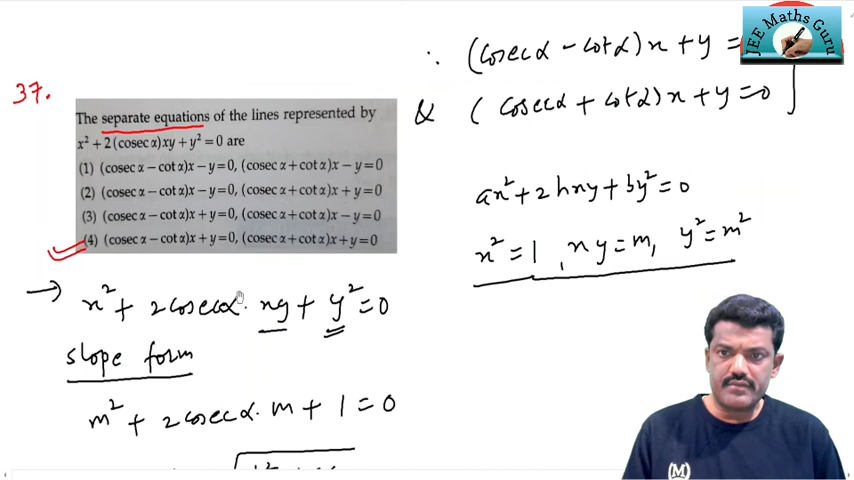 ∴ (cosecα − cotα)x + y =
JEE Maths Guru
37.
& (cosecα + cotα)x + y = 0
The separate equations of the lines represented by
x² + 2(cosec α)xy + y² = 0 are
(1) (cosec α − cot α)x − y = 0, (cosec α + cot α)x − y = 0
(2) (cosec α − cot α)x − y = 0, (cosec α + cot α)x + y = 0
(3) (cosec α − cot α)x + y = 0, (cosec α + cot α)x − y = 0
(4) (cosec α − cot α)x + y = 0, (cosec α + cot α)x + y = 0
ax² + 2hxy + by² = 0
x² = 1, xy = m, y² = m²
→ x² + 2cosecα. xy + y² = 0
slope form
m² + 2cosecα. m + 1 = 0
(M)